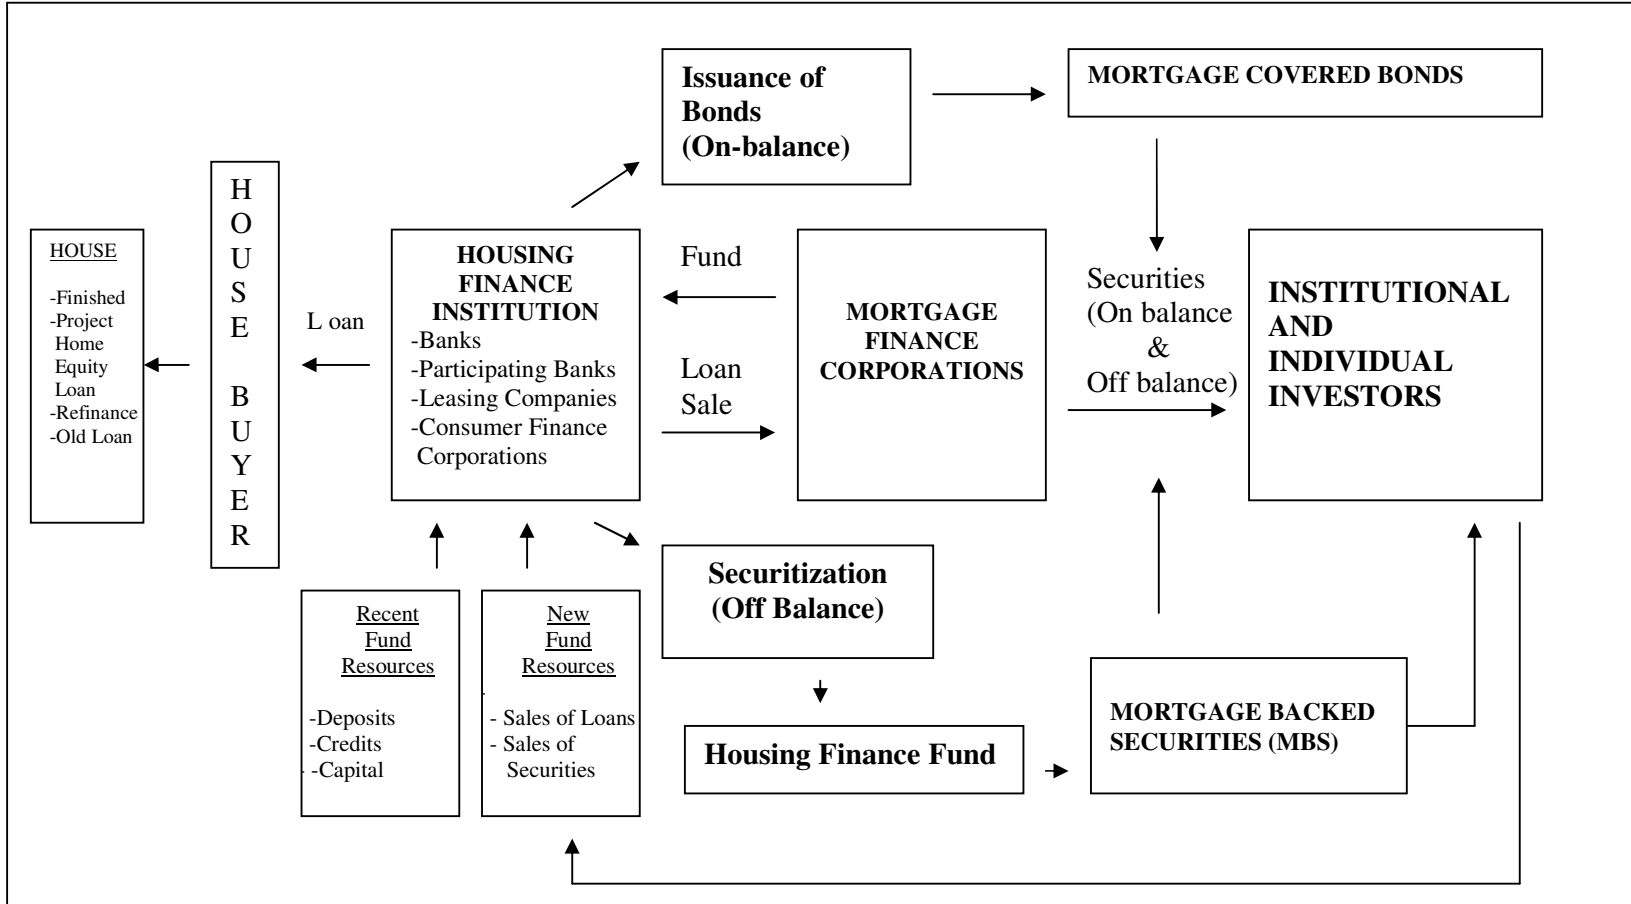 Issuance of
Bonds
(On-balance)
MORTGAGE COVERED BONDS
HOUSE
-Finished
-Project
Home
Equity
Loan
-Refinance
-Old Loan
H
O
U
S
E
B
U
Y
E
R
L oan
HOUSING
FINANCE
INSTITUTION
-Banks
-Participating Banks
-Leasing Companies
-Consumer Finance
Corporations
Fund
Loan
Sale
MORTGAGE
FINANCE
CORPORATIONS
Securities
(On balance
&
Off balance)
INSTITUTIONAL
AND
INDIVIDUAL
INVESTORS
Recent
Fund
Resources
-Deposits
-Credits
- -Capital
New
Fund
Resources
-
- Sales of Loans
- Sales of
Securities
Securitization
(Off Balance)
Housing Finance Fund
MORTGAGE BACKED
SECURITIES (MBS)